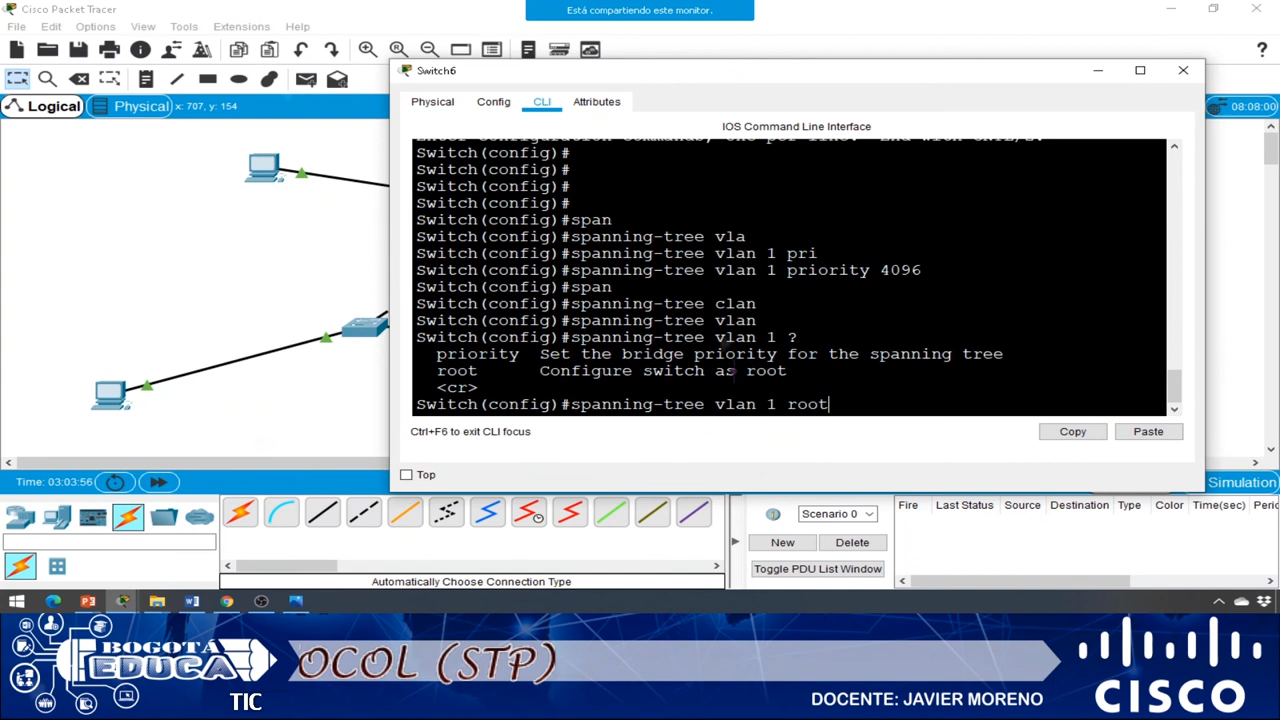 Cisco Packet Tracer
Está compartiendo este monitor.
File Edit Options View Tools Extensions Help
Switch6
Logical Physical x: 707, y: 154
08:08:00
Physical Config CLI Attributes
IOS Command Line Interface
Switch(config)#
Switch(config)#
Switch(config)#
Switch(config)#
Switch(config)#span
Switch(config)#spanning-tree vla
Switch(config)#spanning-tree vlan 1 pri
Switch(config)#spanning-tree vlan 1 priority 4096
Switch(config)#span
Switch(config)#spanning-tree clan
Switch(config)#spanning-tree vlan
Switch(config)#spanning-tree vlan 1 ?
priority Set the bridge priority for the spanning tree
root Configure switch as root
<cr>
Switch(config)#spanning-tree vlan 1 root
Ctrl+F6 to exit CLI focus
Copy Paste
Top
Time: 03:03:56
Simulation
Scenario 0
Fire Last Status Source Destination Type Color Time(sec) Perio
New Delete
Toggle PDU List Window
Automatically Choose Connection Type
BOGOTÁ
EDUCA
TIC
OCOL (STP)
DOCENTE: JAVIER MORENO
CISCO